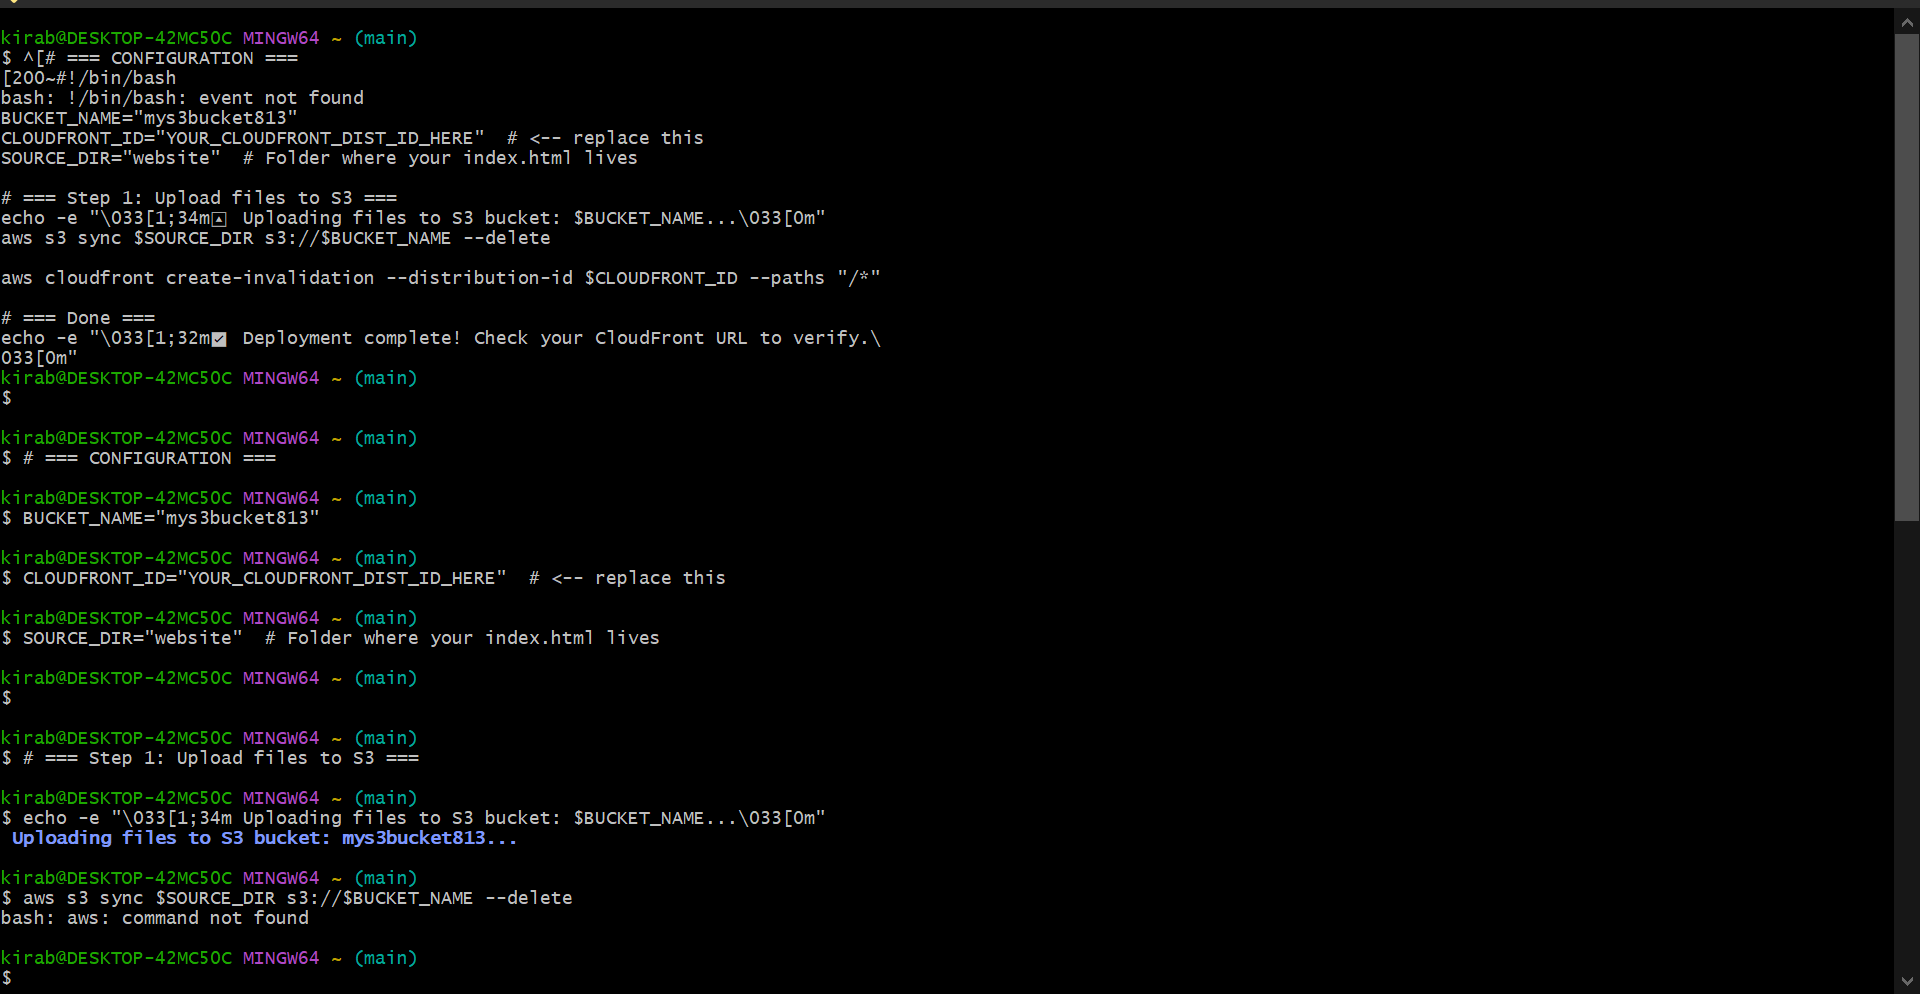 kirab@DESKTOP-42MC50C MINGW64 ~ (main)
$ ^[# === CONFIGURATION ===
[200~#!/bin/bash
bash: !/bin/bash: event not found
BUCKET_NAME="mys3bucket813"
CLOUDFRONT_ID="YOUR_CLOUDFRONT_DIST_ID_HERE"  # <-- replace this
SOURCE_DIR="website"  # Folder where your index.html lives
# === Step 1: Upload files to S3 ===
echo -e "\033[1;34m🔼 Uploading files to S3 bucket: $BUCKET_NAME...\033[0m"
aws s3 sync $SOURCE_DIR s3://$BUCKET_NAME --delete
aws cloudfront create-invalidation --distribution-id $CLOUDFRONT_ID --paths "/*"
# === Done ===
echo -e "\033[1;32m✅ Deployment complete! Check your CloudFront URL to verify.\
033[0m"
kirab@DESKTOP-42MC50C MINGW64 ~ (main)
$
kirab@DESKTOP-42MC50C MINGW64 ~ (main)
$ # === CONFIGURATION ===
kirab@DESKTOP-42MC50C MINGW64 ~ (main)
$ BUCKET_NAME="mys3bucket813"
kirab@DESKTOP-42MC50C MINGW64 ~ (main)
$ CLOUDFRONT_ID="YOUR_CLOUDFRONT_DIST_ID_HERE"  # <-- replace this
kirab@DESKTOP-42MC50C MINGW64 ~ (main)
$ SOURCE_DIR="website"  # Folder where your index.html lives
kirab@DESKTOP-42MC50C MINGW64 ~ (main)
$
kirab@DESKTOP-42MC50C MINGW64 ~ (main)
$ # === Step 1: Upload files to S3 ===
kirab@DESKTOP-42MC50C MINGW64 ~ (main)
$ echo -e "\033[1;34m Uploading files to S3 bucket: $BUCKET_NAME...\033[0m"
 Uploading files to S3 bucket: mys3bucket813...
kirab@DESKTOP-42MC50C MINGW64 ~ (main)
$ aws s3 sync $SOURCE_DIR s3://$BUCKET_NAME --delete
bash: aws: command not found
kirab@DESKTOP-42MC50C MINGW64 ~ (main)
$